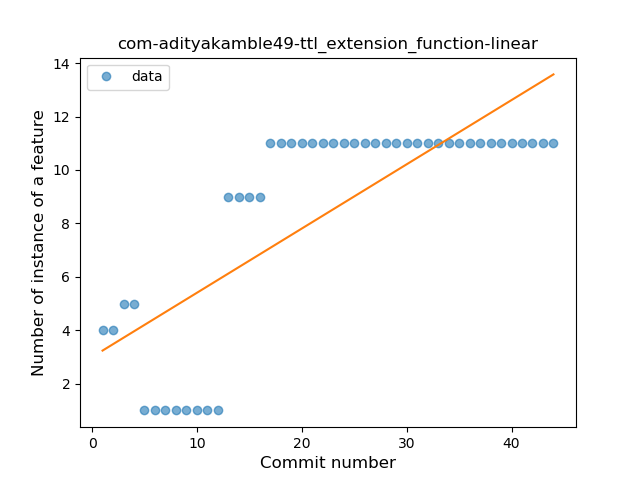 com-adityakamble49-ttl_extension_function-linear
data
Number of instance of a feature
14
12
10
8
6
4
2
0 10 20 30 40
Commit number